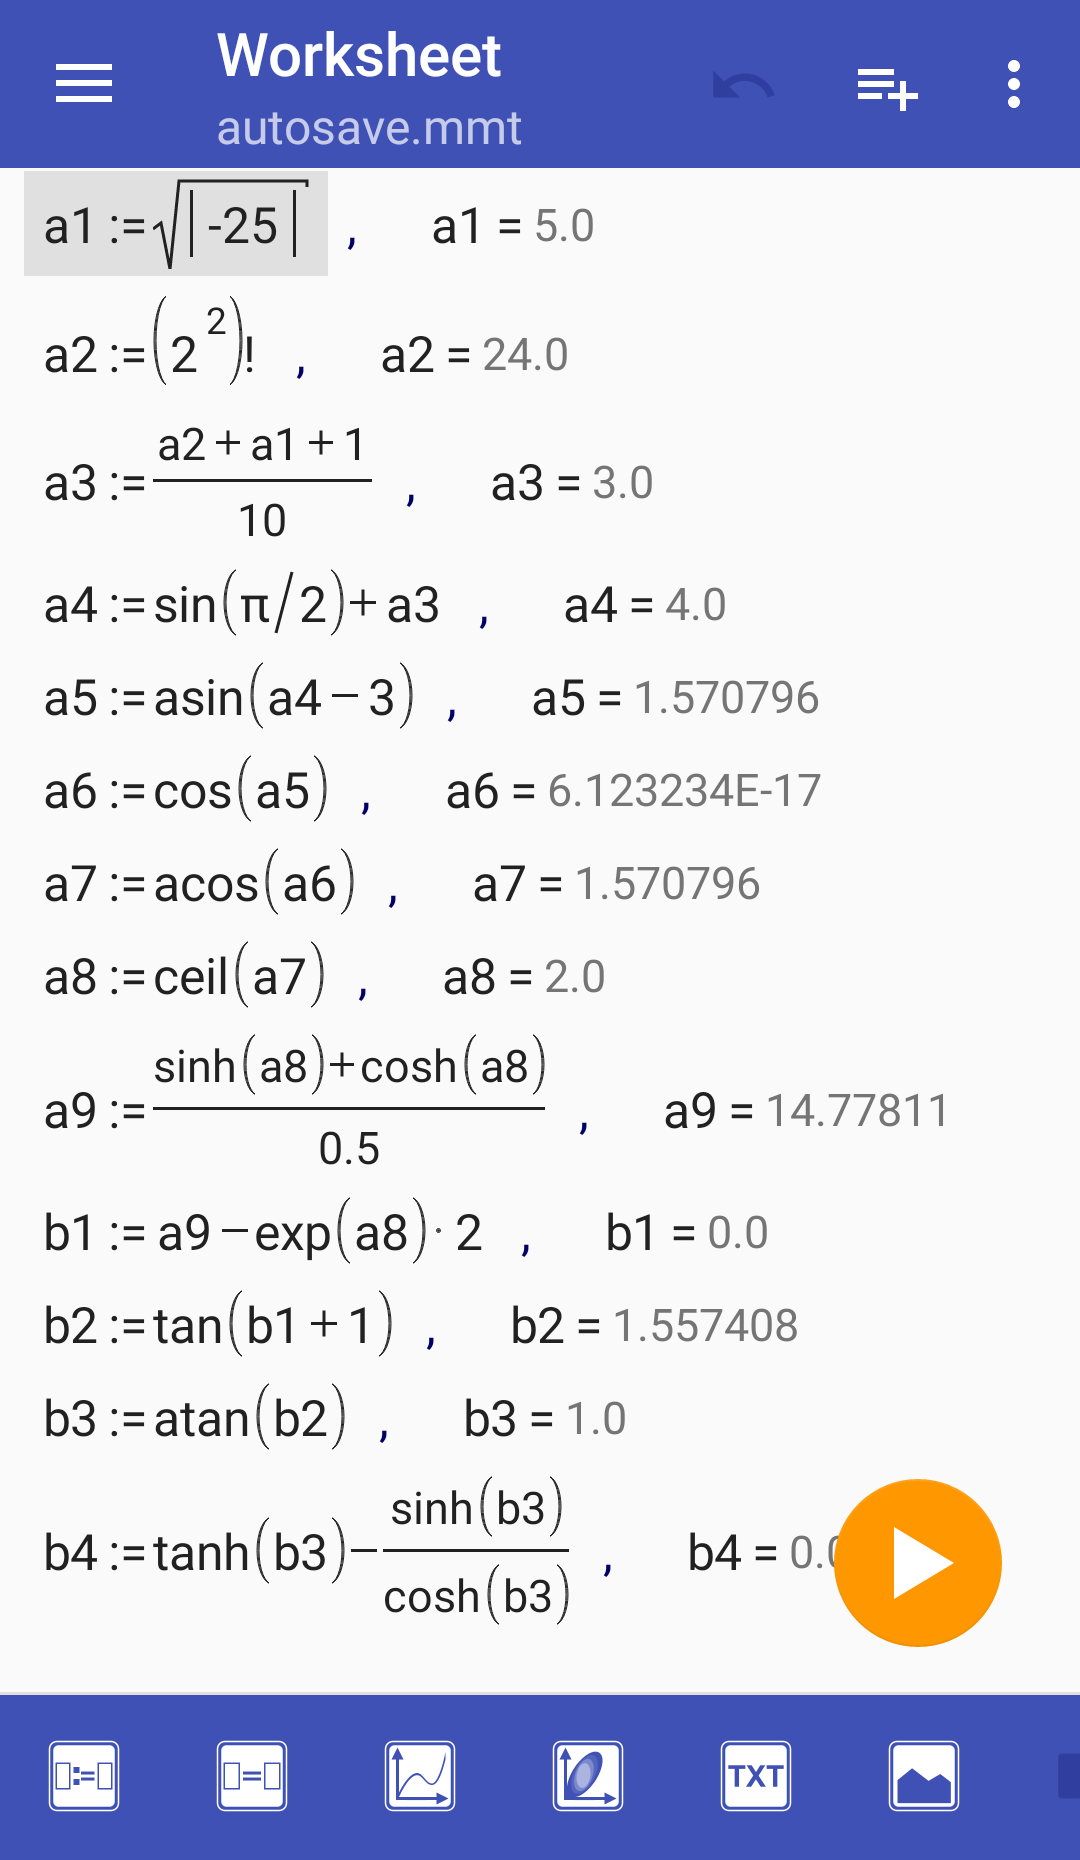 Worksheet
autosave.mmt
a1 := √|-25| , a1 = 5.0
a2 := (2^2)! , a2 = 24.0
a3 := (a2 + a1 + 1)/10 , a3 = 3.0
a4 := sin(π/2) + a3 , a4 = 4.0
a5 := asin(a4 − 3) , a5 = 1.570796
a6 := cos(a5) , a6 = 6.123234E-17
a7 := acos(a6) , a7 = 1.570796
a8 := ceil(a7) , a8 = 2.0
a9 := (sinh(a8) + cosh(a8))/0.5 , a9 = 14.77811
b1 := a9 − exp(a8) · 2 , b1 = 0.0
b2 := tan(b1 + 1) , b2 = 1.557408
b3 := atan(b2) , b3 = 1.0
b4 := tanh(b3) − sinh(b3)/cosh(b3) , b4 = 0.0
:= = TXT